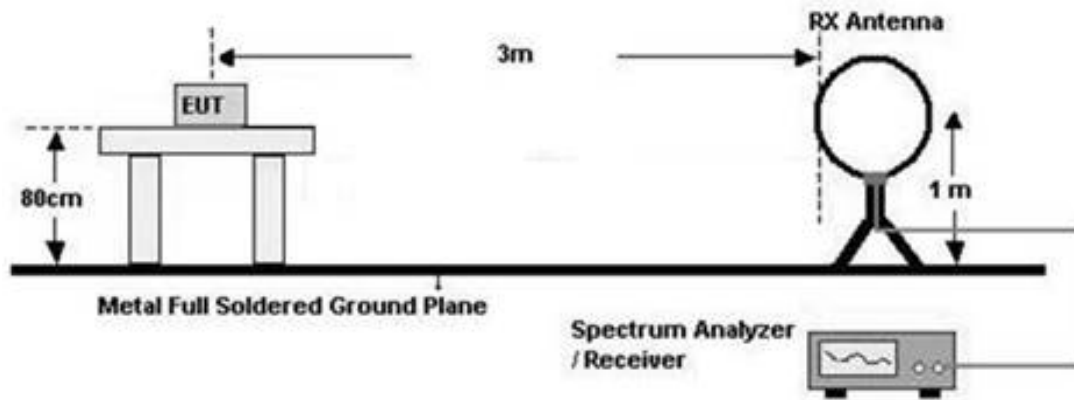 RX Antenna
3m
EUT
80cm
1 m
Metal Full Soldered Ground Plane
Spectrum Analyzer
/ Receiver